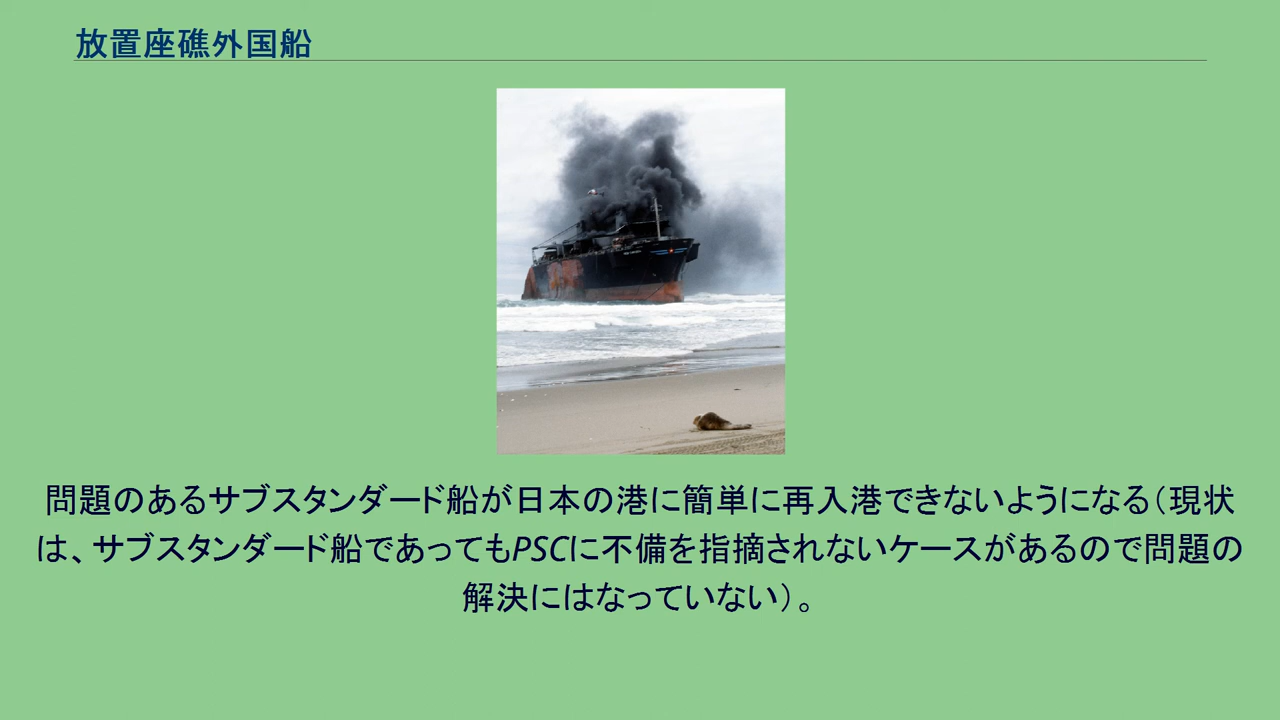 放置座礁外国船
問題のあるサブスタンダード船が日本の港に簡単に再入港できないようになる(現状
は、サブスタンダード船であってもPSCに不備を指摘されないケースがあるので問題の
解決にはなっていない)。